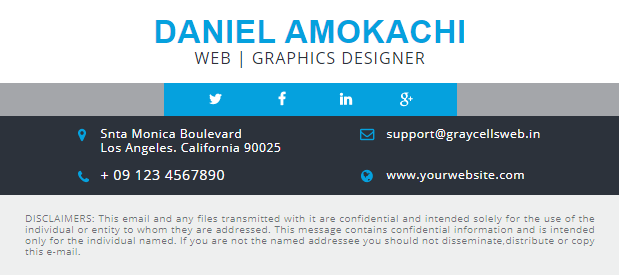 DANIEL AMOKACHI
WEB | GRAPHICS DESIGNER
Snta Monica Boulevard
Los Angeles. California 90025
support@graycellsweb.in
+ 09 123 4567890
www.yourwebsite.com
DISCLAIMERS: This email and any files transmitted with it are confidential and intended solely for the use of the
individual or entity to whom they are addressed. This message contains confidential information and is intended
only for the individual named. If you are not the named addressee you should not disseminate,distribute or copy
this e-mail.